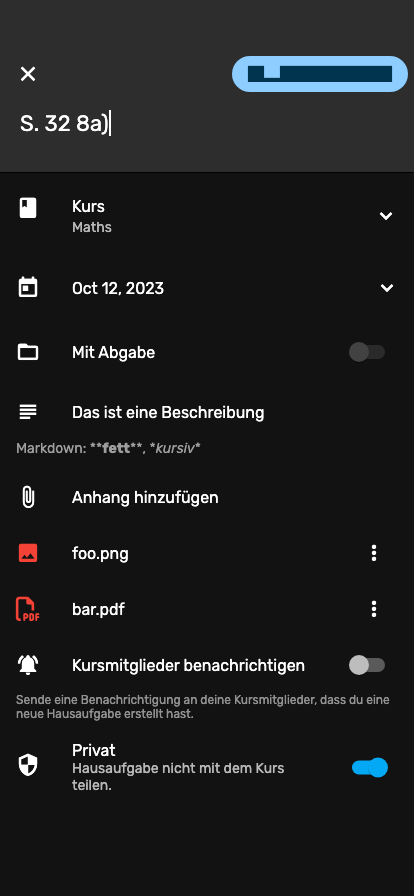 S. 32 8a)
Kurs
Maths
Oct 12, 2023
Mit Abgabe
Das ist eine Beschreibung
Markdown: **fett**, *kursiv*
Anhang hinzufügen
foo.png
PDF
bar.pdf
Kursmitglieder benachrichtigen
Sende eine Benachrichtigung an deine Kursmitglieder, dass du eine
neue Hausaufgabe erstellt hast.
Privat
Hausaufgabe nicht mit dem Kurs
teilen.